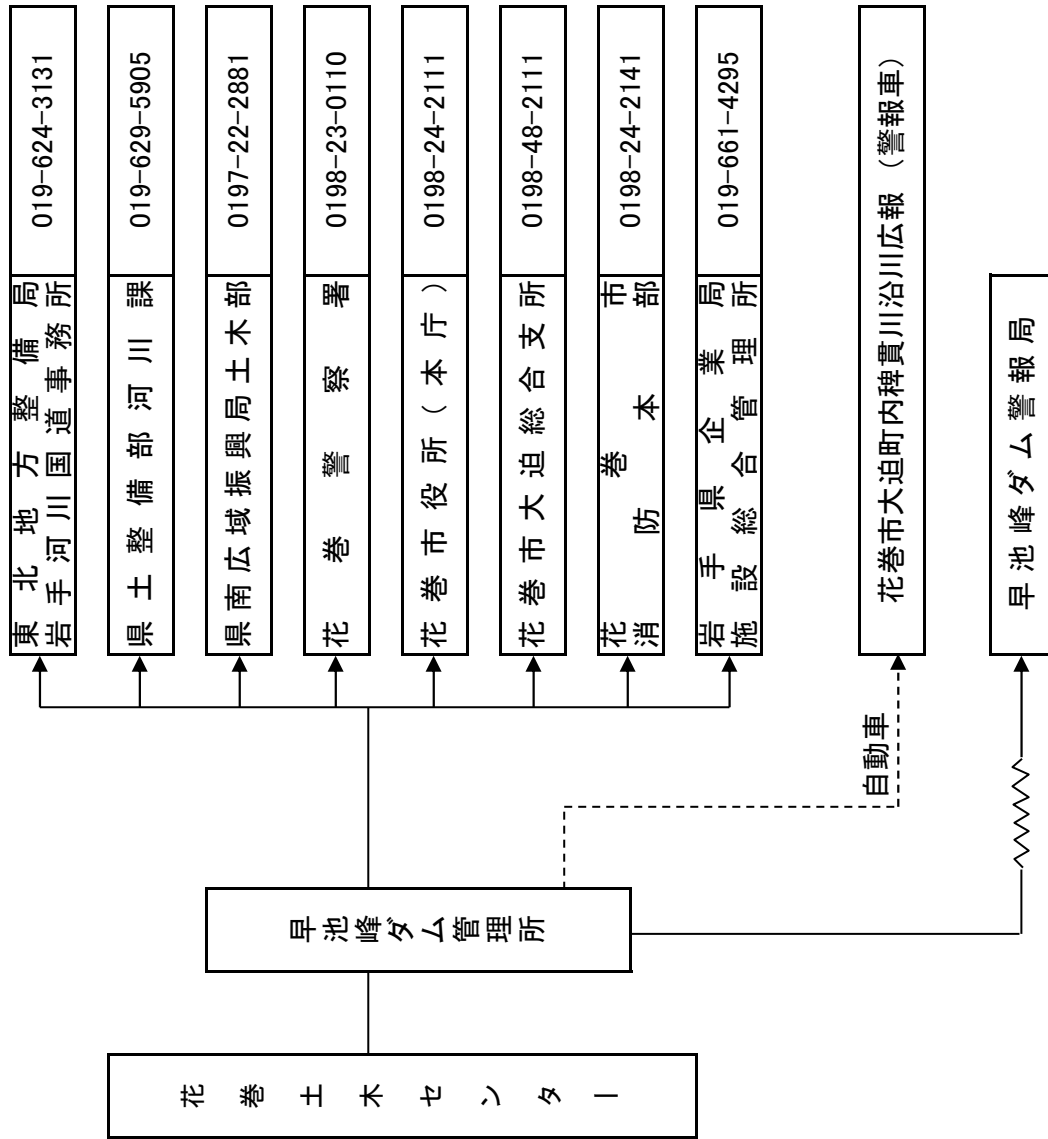 花巻土木センター
早池峰ダム管理所
東北地方整備局
岩手河川国道事務所
019-624-3131
県土整備部河川課
019-629-5905
県南広域振興局土木部
0197-22-2881
花巻警察署
0198-23-0110
花巻市役所(本庁)
0198-24-2111
花巻市大迫総合支所
0198-48-2111
花巻市
消防本部
0198-24-2141
岩手県企業局
施設総合管理所
019-661-4295
自動車
花巻市大迫町内稗貫川沿川広報（警報車）
早池峰ダム警報局